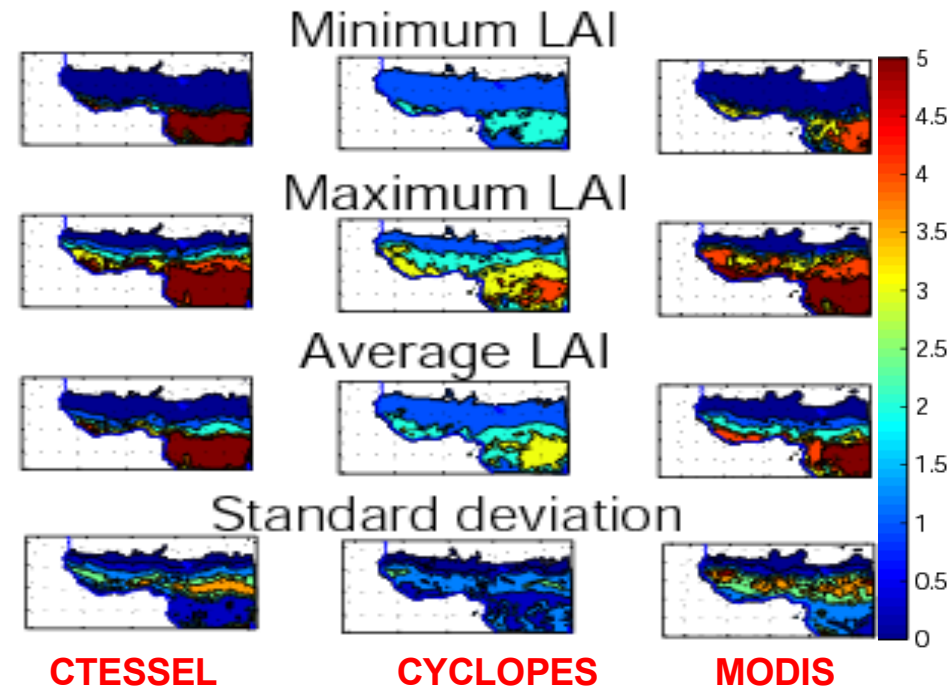 Minimum LAI
Maximum LAI
Average LAI
Standard deviation
5
4.5
4
3.5
3
2.5
2
1.5
1
0.5
0
CTESSEL CYCLOPES MODIS